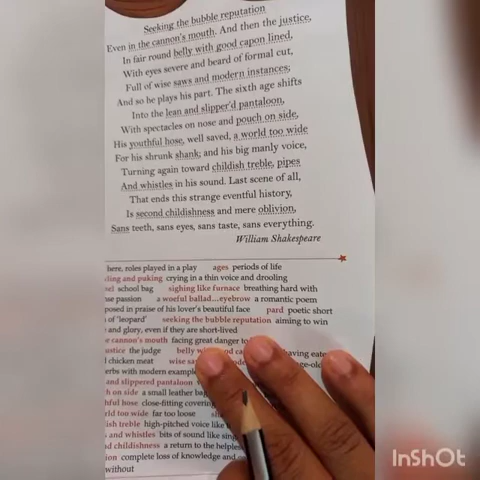 Seeking the bubble reputation
Even in the cannon's mouth. And then the justice,
In fair round belly with good capon lined,
With eyes severe and beard of formal cut,
Full of wise saws and modern instances;
And so he plays his part. The sixth age shifts
Into the lean and slipper'd pantaloon,
With spectacles on nose and pouch on side,
His youthful hose, well saved, a world too wide
For his shrunk shank; and his big manly voice,
Turning again toward childish treble, pipes
And whistles in his sound. Last scene of all,
That ends this strange eventful history,
Is second childishness and mere oblivion,
Sans teeth, sans eyes, sans taste, sans everything.
William Shakespeare
here, roles played in a play ages periods of life
and puking crying in a thin voice and drooling
school bag sighing like furnace breathing hard with
passion a woeful ballad...eyebrow a romantic poem
in praise of his lover's beautiful face pard poetic short
of 'leopard' seeking the bubble reputation aiming to win
and glory, even if they are short-lived
cannon's mouth facing great danger to
the judge belly
chicken meat wise
with modern
and slippered pantaloon
on side a small leather bag
hose close-fitting covering
too wide far too loose
treble high-pitched voice like
and whistles bits of sound like
childishness a return to the
complete loss of knowledge and
without
InShOt